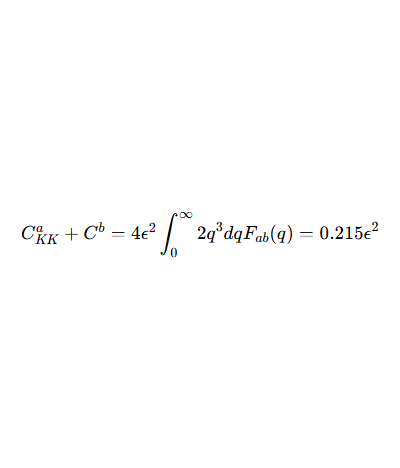 $C^a_{KK} + C^b = 4\epsilon^2 \int_0^\infty 2q^3 dq F_{ab}(q) = 0.215\epsilon^2$